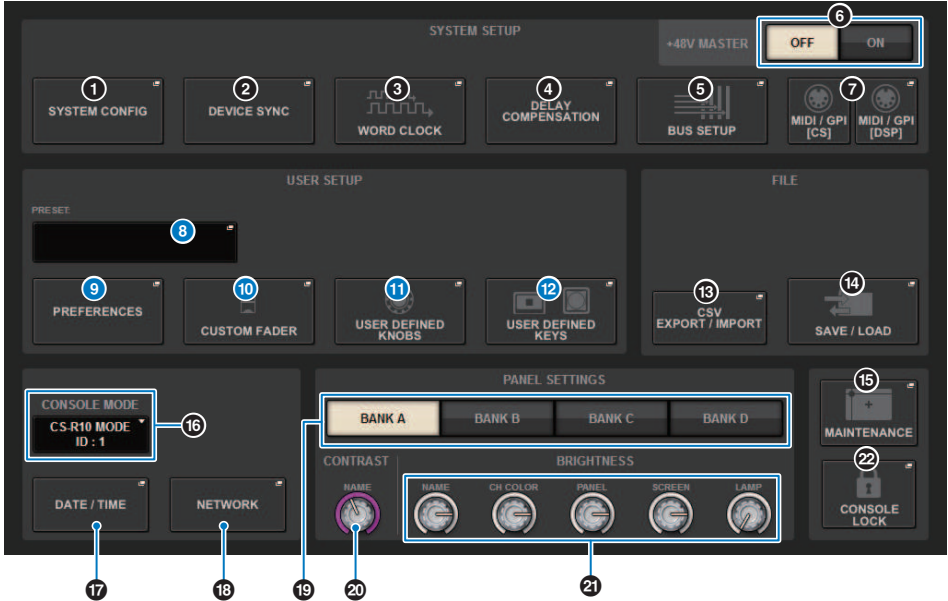 SYSTEM SETUP
+48V MASTER
6
OFF
ON
1
SYSTEM CONFIG
2
DEVICE SYNC
3
WORD CLOCK
4
DELAY
COMPENSATION
5
BUS SETUP
7
MIDI / GPI
[CS]
MIDI / GPI
[DSP]
USER SETUP
PRESET
8
9
PREFERENCES
10
CUSTOM FADER
11
USER DEFINED
KNOBS
12
USER DEFINED
KEYS
FILE
13
CSV
EXPORT / IMPORT
14
SAVE / LOAD
CONSOLE MODE
CS-R10 MODE
ID : 1
16
DATE / TIME
NETWORK
PANEL SETTINGS
BANK A
BANK B
BANK C
BANK D
CONTRAST
NAME
BRIGHTNESS
NAME
CH COLOR
PANEL
SCREEN
LAMP
15
MAINTENANCE
22
CONSOLE
LOCK
17
18
19
20
21